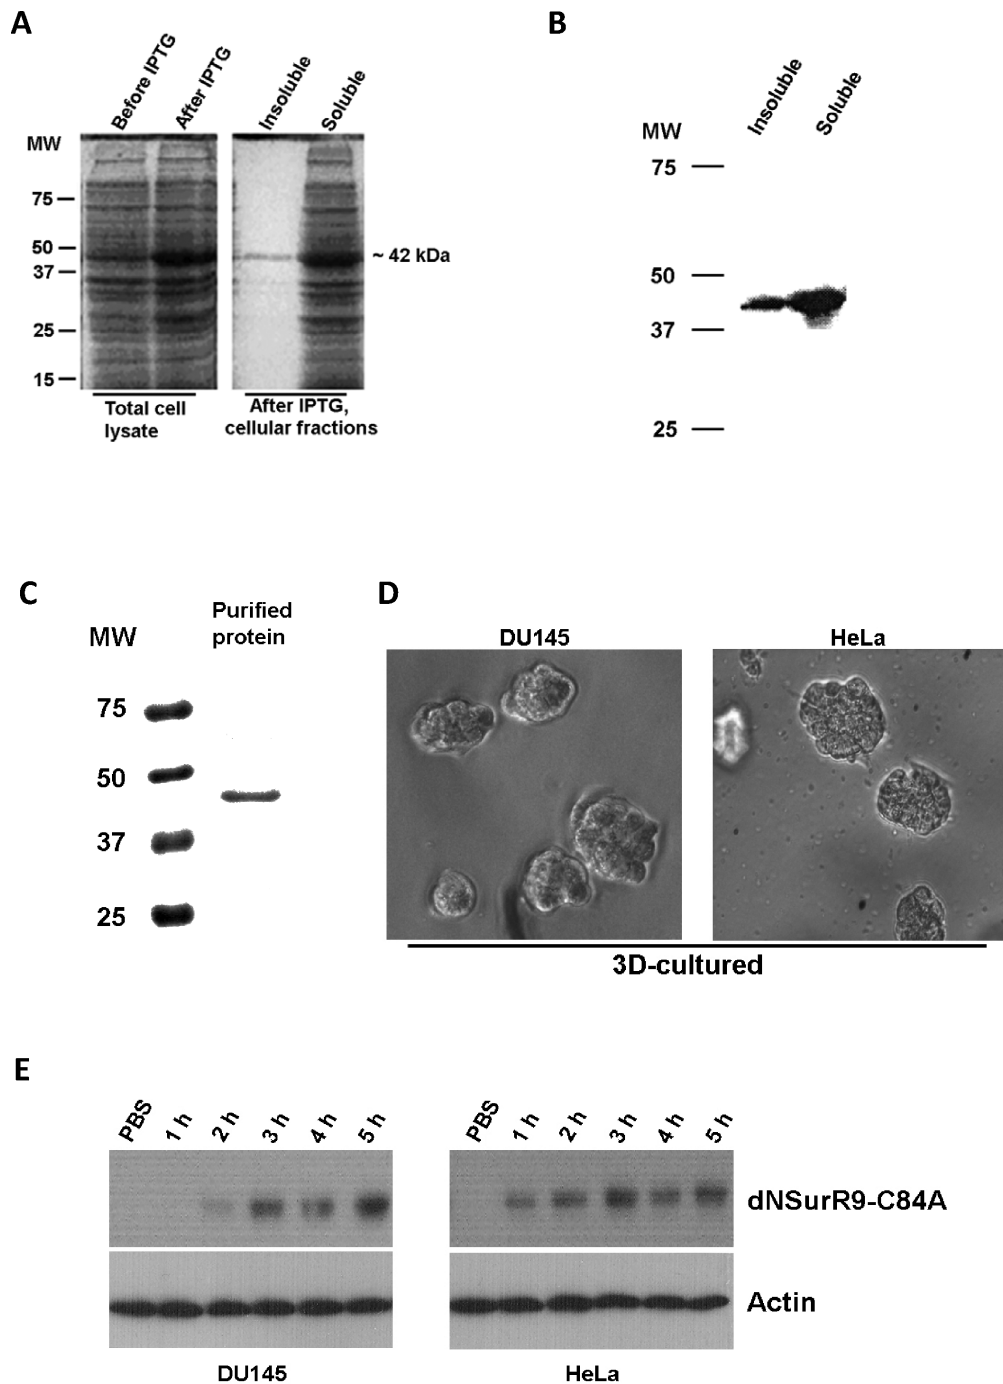 A
Before IPTG
After IPTG
Insoluble
Soluble
MW
75
50
37
25
15
~ 42 kDa
Total cell
lysate
After IPTG,
cellular fractions
B
Insoluble
Soluble
MW
75
50
37
25
C
Purified
protein
MW
75
50
37
25
D
DU145
HeLa
3D-cultured
E
PBS
1 h
2 h
3 h
4 h
5 h
PBS
1 h
2 h
3 h
4 h
5 h
dNSurR9-C84A
Actin
DU145
HeLa